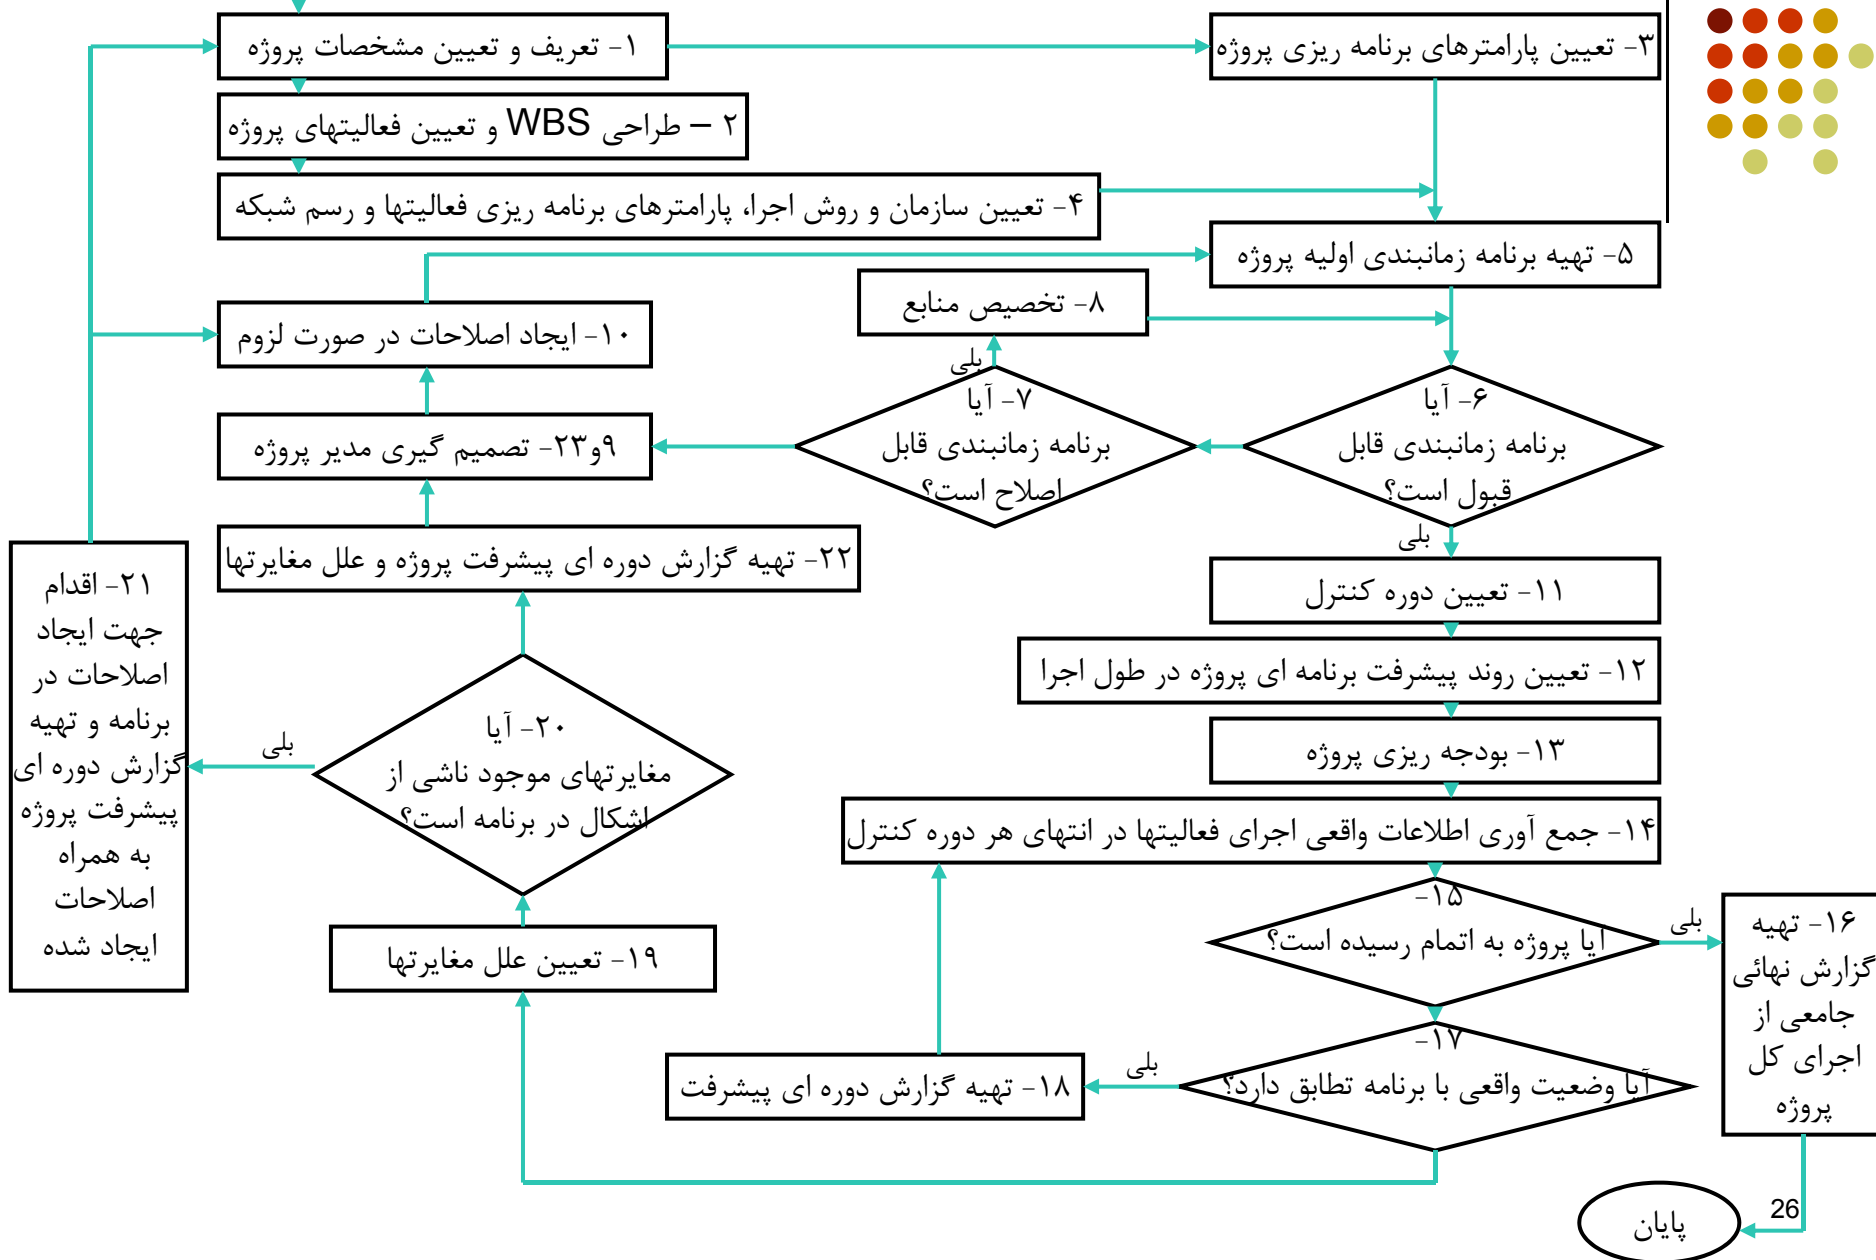 ۱- تعریف و تعیین مشخصات پروژه
۳- تعیین پارامترهای برنامه ریزی پروژه
۲ – طراحی WBS و تعیین فعالیتهای پروژه
۴- تعیین سازمان و روش اجرا، پارامترهای برنامه ریزی فعالیتها و رسم شبکه
۵- تهیه برنامه زمانبندی اولیه پروژه
۸- تخصیص منابع
۱۰- ایجاد اصلاحات در صورت لزوم
بلی
۶- آیا
برنامه زمانبندی قابل
قبول است؟
۷- آیا
برنامه زمانبندی قابل
اصلاح است؟
۹و۲۳- تصمیم گیری مدیر پروژه
بلی
۲۲- تهیه گزارش دوره ای پیشرفت پروژه و علل مغایرتها
۱۱- تعیین دوره کنترل
۲۱- اقدام
جهت ایجاد
اصلاحات در
برنامه و تهیه
گزارش دوره ای
پیشرفت پروژه
به همراه
اصلاحات
ایجاد شده
۱۲- تعیین روند پیشرفت برنامه ای پروژه در طول اجرا
۱۳- بودجه ریزی پروژه
۲۰- آیا
مغایرتهای موجود ناشی از
اشکال در برنامه است؟
بلی
۱۴- جمع آوری اطلاعات واقعی اجرای فعالیتها در انتهای هر دوره کنترل
۱۵-
آیا پروژه به اتمام رسیده است؟
بلی
۱۶- تهیه
گزارش نهائی
جامعی از
اجرای کل
پروژه
۱۹- تعیین علل مغایرتها
۱۷-
آیا وضعیت واقعی با برنامه تطابق دارد؟
بلی
۱۸- تهیه گزارش دوره ای پیشرفت
پایان
26